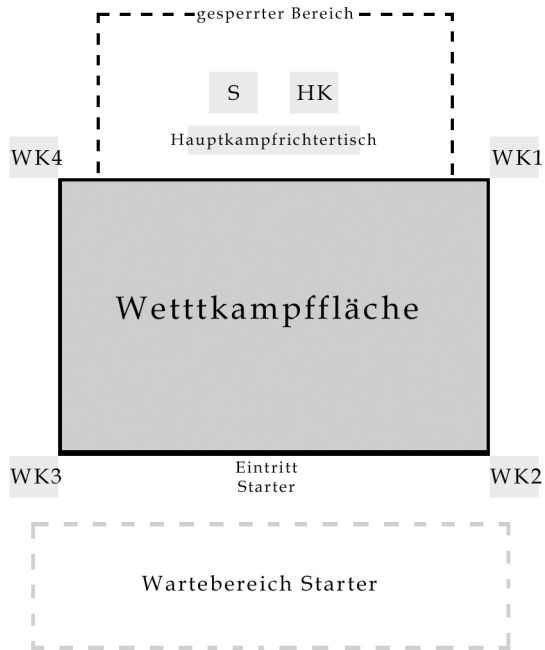 gesperrter Bereich
S
HK
Hauptkampfrichtertisch
WK4
WK1
Wetttkampffläche
WK3
Eintritt
Starter
WK2
Wartebereich Starter